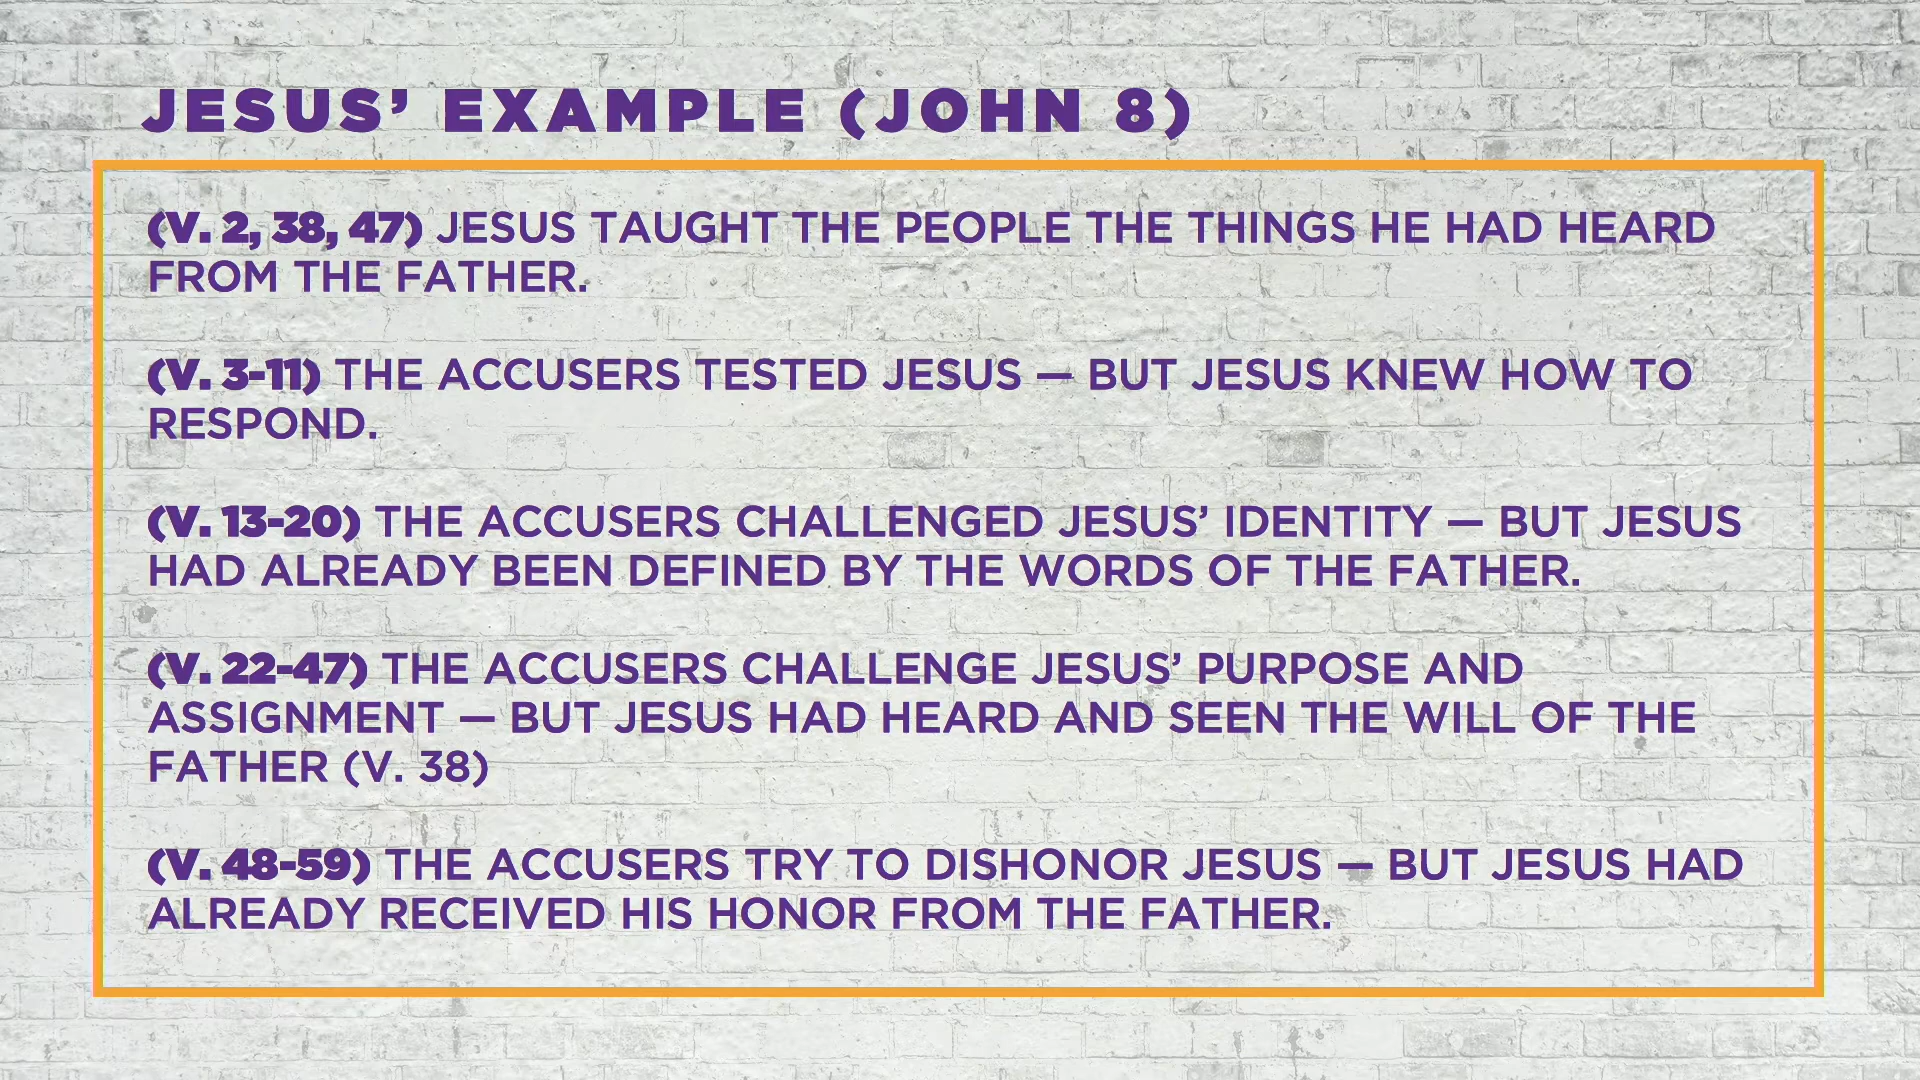 JESUS’ EXAMPLE (JOHN 8)
(V. 2, 38, 47) JESUS TAUGHT THE PEOPLE THE THINGS HE HAD HEARD
FROM THE FATHER.
(V. 3-11) THE ACCUSERS TESTED JESUS — BUT JESUS KNEW HOW TO
RESPOND.
(V. 13-20) THE ACCUSERS CHALLENGED JESUS’ IDENTITY — BUT JESUS
HAD ALREADY BEEN DEFINED BY THE WORDS OF THE FATHER.
(V. 22-47) THE ACCUSERS CHALLENGE JESUS’ PURPOSE AND
ASSIGNMENT — BUT JESUS HAD HEARD AND SEEN THE WILL OF THE
FATHER (V. 38)
(V. 48-59) THE ACCUSERS TRY TO DISHONOR JESUS — BUT JESUS HAD
ALREADY RECEIVED HIS HONOR FROM THE FATHER.